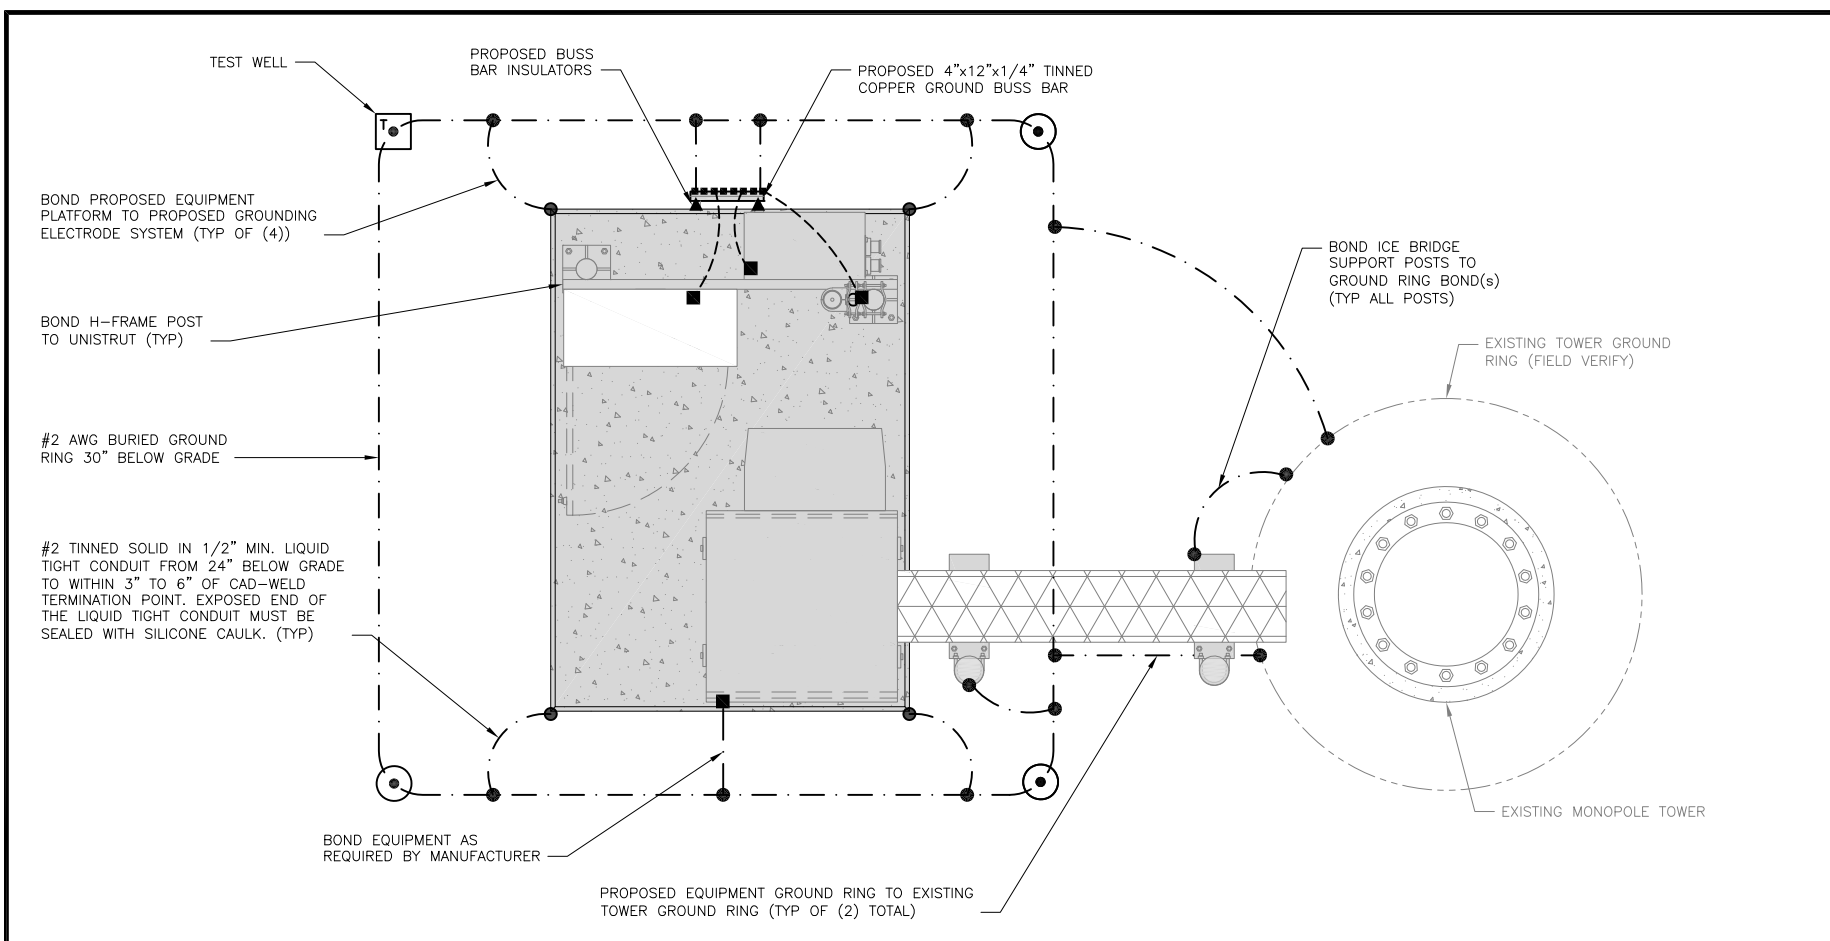 TEST WELL
PROPOSED BUSS
BAR INSULATORS
PROPOSED 4"x12"x1/4" TINNED
COPPER GROUND BUSS BAR
T
BOND PROPOSED EQUIPMENT
PLATFORM TO PROPOSED GROUNDING
ELECTRODE SYSTEM (TYP OF (4))
BOND ICE BRIDGE
SUPPORT POSTS TO
GROUND RING BOND(s)
(TYP ALL POSTS)
BOND H-FRAME POST
TO UNISTRUT (TYP)
EXISTING TOWER GROUND
RING (FIELD VERIFY)
#2 AWG BURIED GROUND
RING 30" BELOW GRADE
#2 TINNED SOLID IN 1/2" MIN. LIQUID
TIGHT CONDUIT FROM 24" BELOW GRADE
TO WITHIN 3" TO 6" OF CAD-WELD
TERMINATION POINT. EXPOSED END OF
THE LIQUID TIGHT CONDUIT MUST BE
SEALED WITH SILICONE CAULK. (TYP)
EXISTING MONOPOLE TOWER
BOND EQUIPMENT AS
REQUIRED BY MANUFACTURER
PROPOSED EQUIPMENT GROUND RING TO EXISTING
TOWER GROUND RING (TYP OF (2) TOTAL)